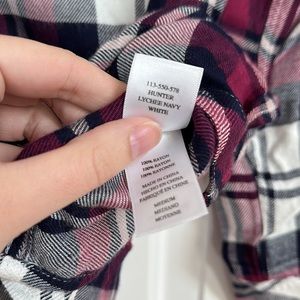 113-550-578
HUNTER
LYCHEE NAVY
WHITE
100% RAYON
100% RAYON
100% RAYONNE
MADE IN CHINA
HECHO EN CHINA
FABRIQUÉ EN CHINE
MEDIUM
MEDIANO
MOYENNE